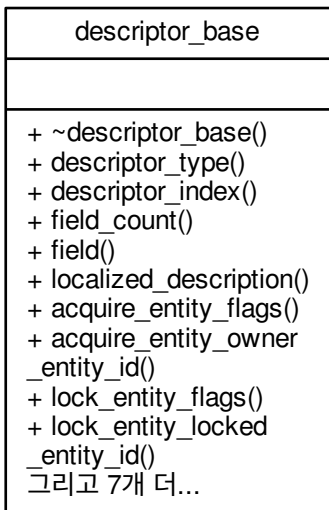 descriptor_base
+ ~descriptor_base()
+ descriptor_type()
+ descriptor_index()
+ field_count()
+ field()
+ localized_description()
+ acquire_entity_flags()
+ acquire_entity_owner
_entity_id()
+ lock_entity_flags()
+ lock_entity_locked
_entity_id()
그리고 7개 더...